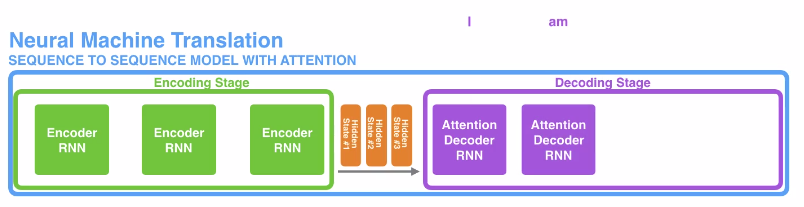 I am
Neural Machine Translation
SEQUENCE TO SEQUENCE MODEL WITH ATTENTION
Encoding Stage
Decoding Stage
Encoder
RNN
Encoder
RNN
Encoder
RNN
Hidden
State #1
Hidden
State #2
Hidden
State #3
Attention
Decoder
RNN
Attention
Decoder
RNN